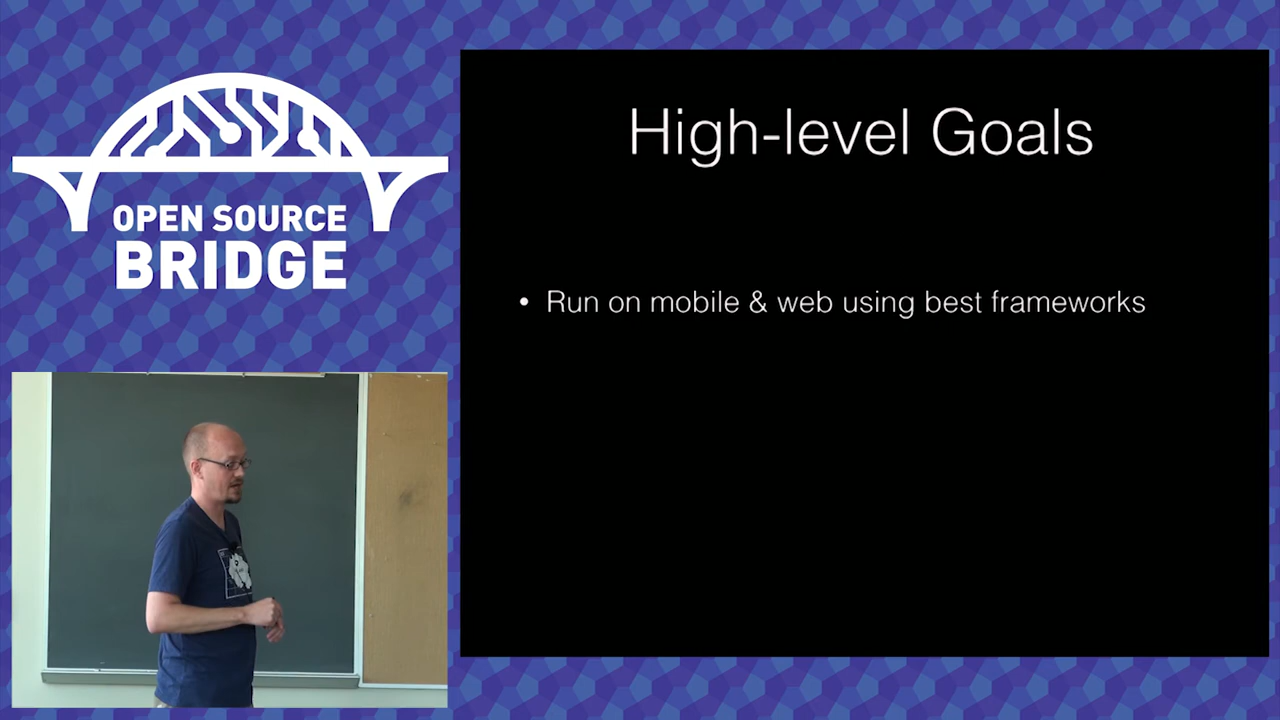 OPEN SOURCE
BRIDGE
High-level Goals
• Run on mobile & web using best frameworks